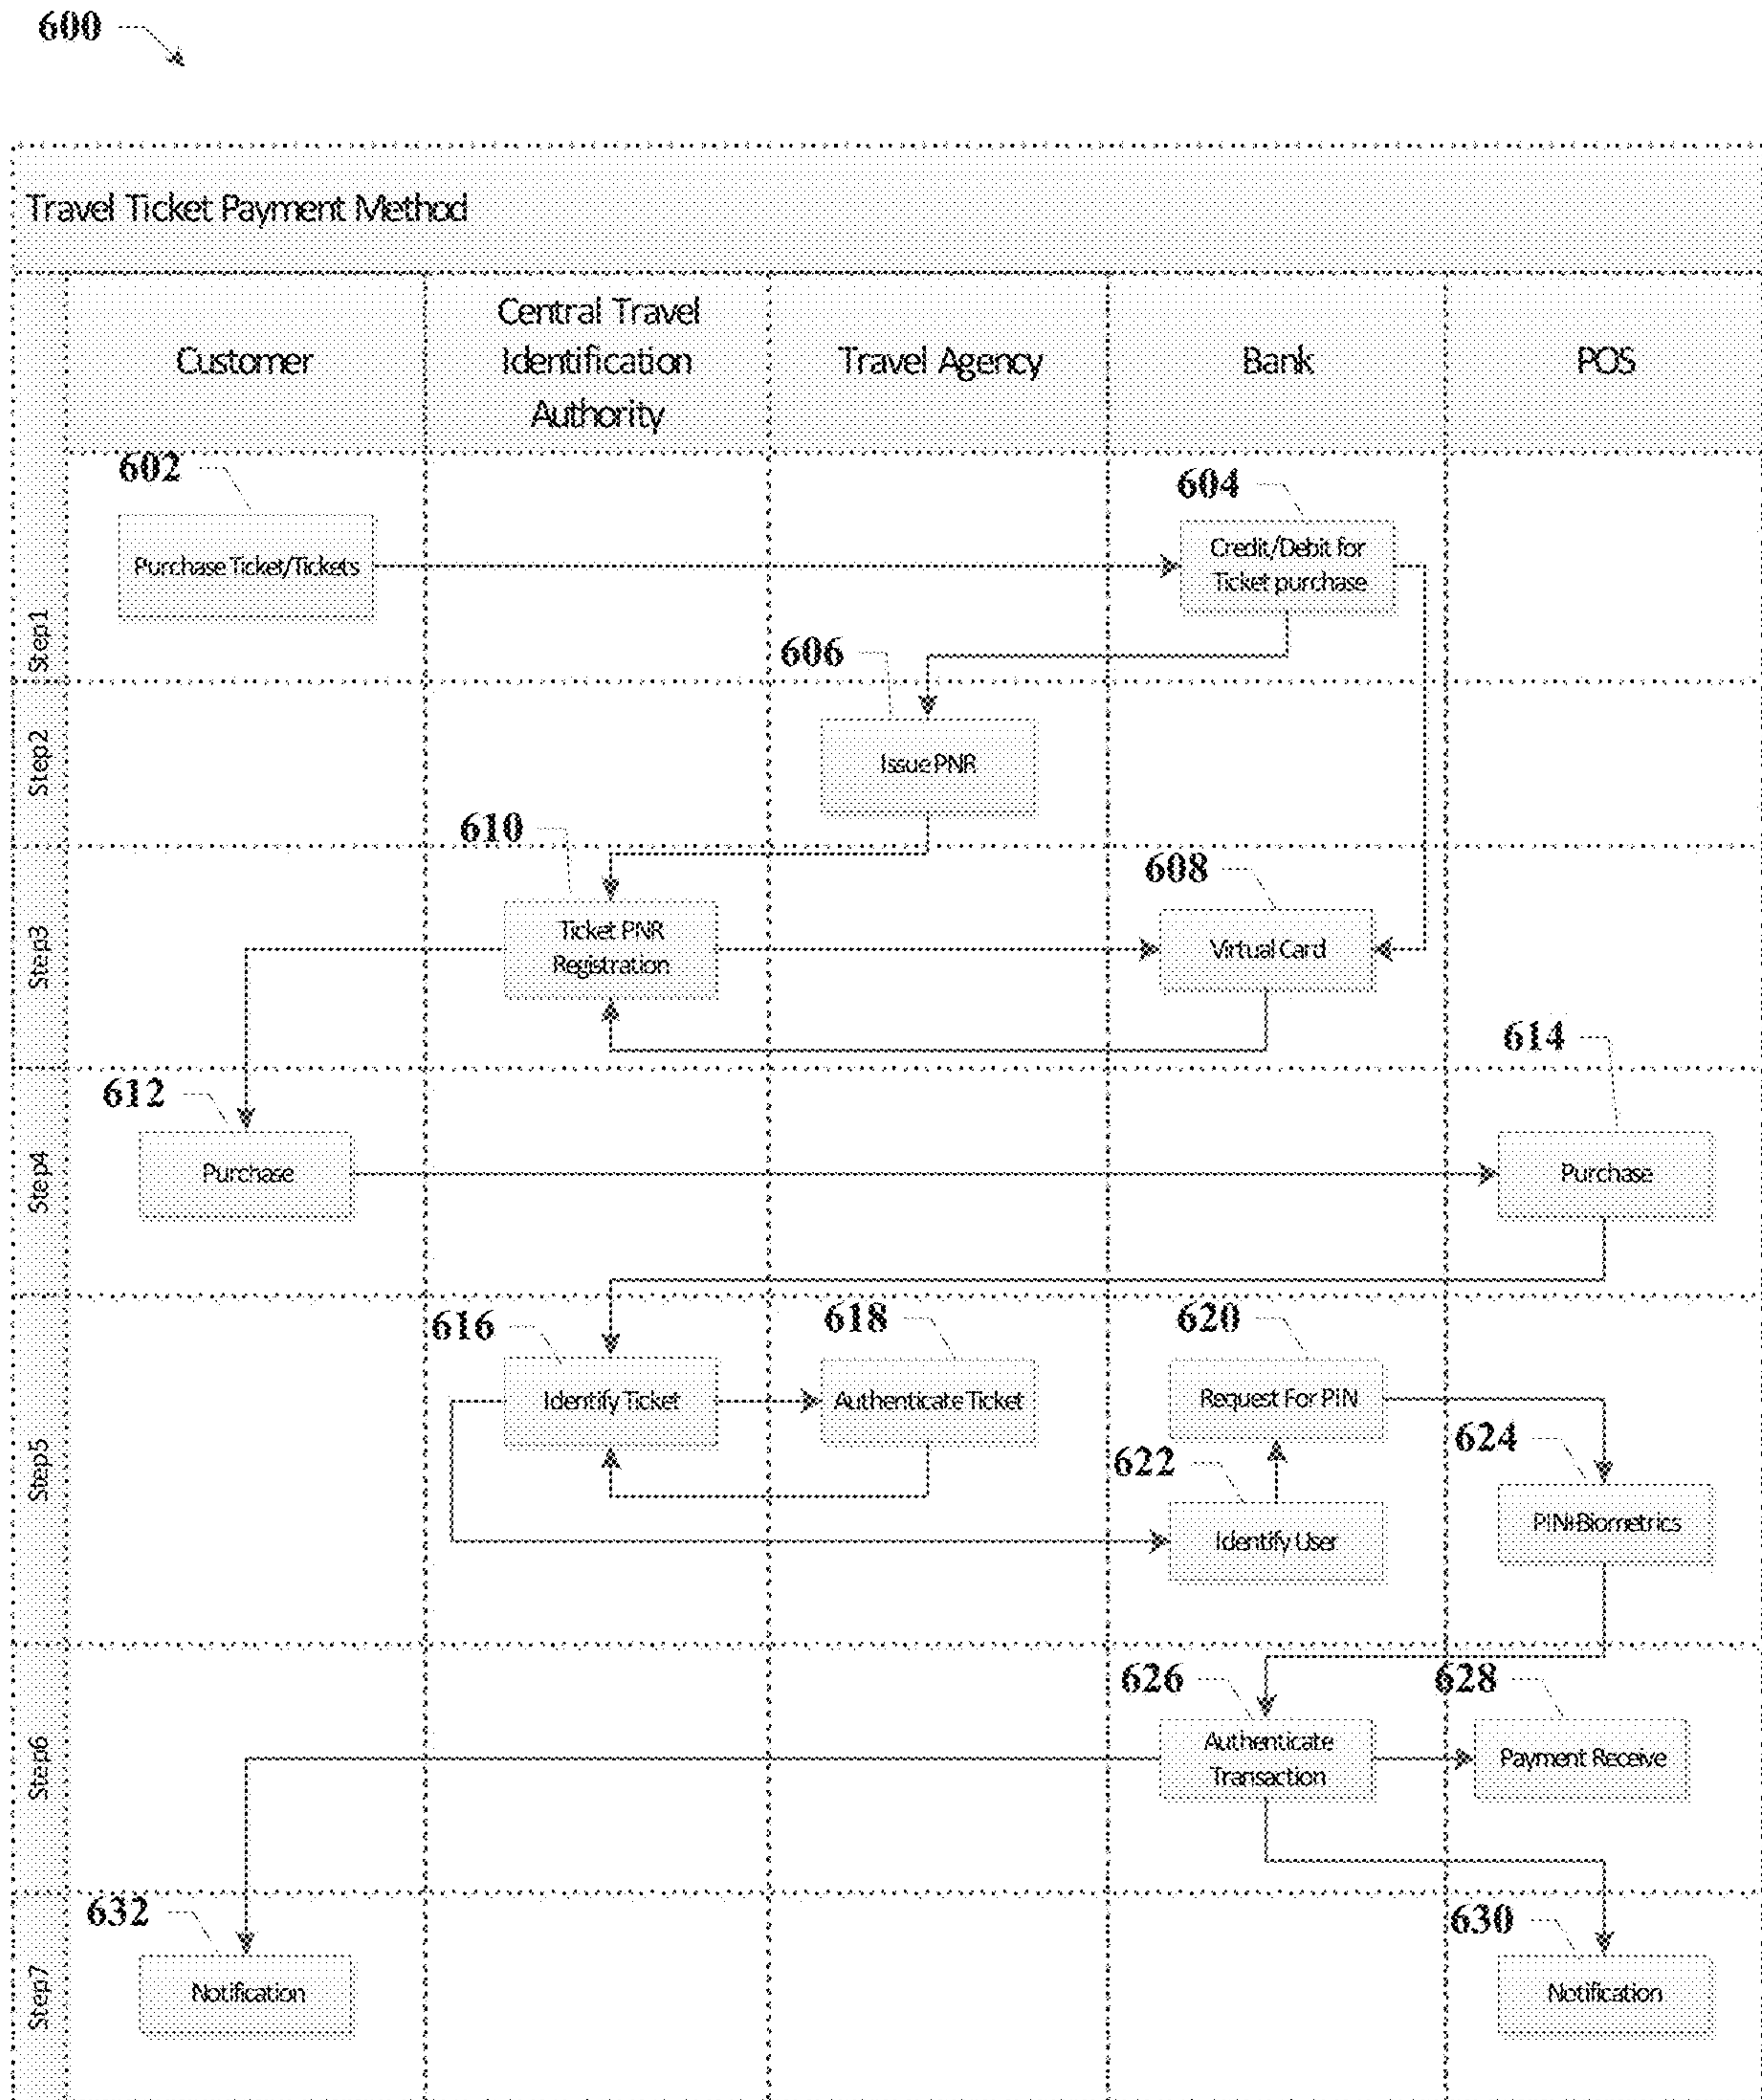 600
Travel Ticket Payment Method
Customer
Central Travel
Identification
Authority
Travel Agency
Bank
POS
Step1
602
Purchase Ticket/Tickets
604
Credit/Debit for
Ticket purchase
606
Step2
Issue PNR
610
Step3
Ticket PNR
Registration
608
Virtual Card
614
Step4
612
Purchase
Purchase
Step5
616
Identify Ticket
618
Authenticate Ticket
620
Request For PIN
622
Identify User
624
PIN+Biometrics
Step6
626
Authenticate
Transaction
628
Payment Receive
Step7
632
Notification
630
Notification